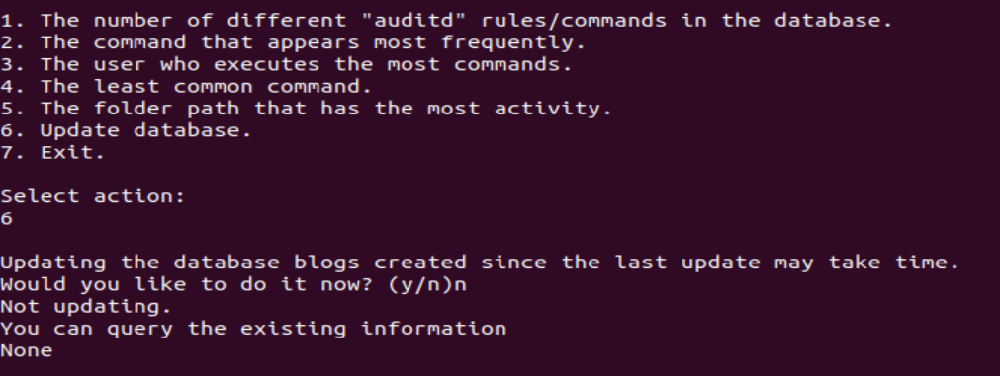 1. The number of different "auditd" rules/commands in the database.
2. The command that appears most frequently.
3. The user who executes the most commands.
4. The least common command.
5. The folder path that has the most activity.
6. Update database.
7. Exit.
Select action:
6
Updating the database blogs created since the last update may take time.
Would you like to do it now? (y/n)n
Not updating.
You can query the existing information
None